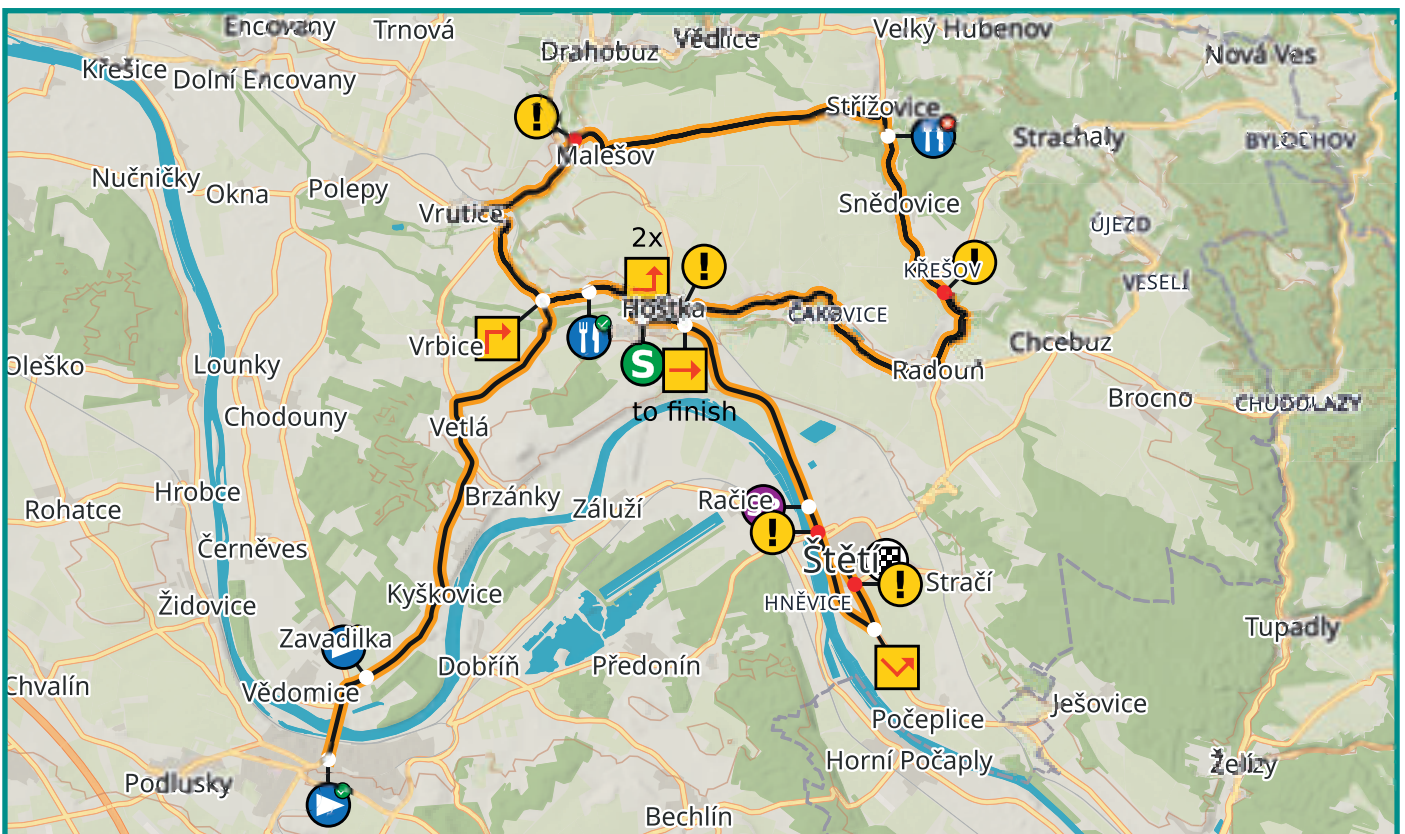 Encovany
Trnová
Drahobuz
Vědlice
Velký Hubenov
Nová Ves
Křešice
Dolní Encovany
!
Střížovice
Strachaly
BYLOCHOV
Malešov
Nučničky
Okna
Polepy
Vrutice
Snědovice
ÚJEZD
2x
!
!
KŘEŠOV
VESELÍ
Hoštka
ČAKOVICE
Vrbice
Chcebuz
Oleško
Lounky
S
Radouň
to finish
Brocno
CHUDOLAZY
Chodouny
Vetlá
Hrobce
Brzánky
Záluží
Račice
Rohatce
!
Černěves
Štětí
!
Stračí
Kyškovice
HNĚVICE
Židovice
Zavadilka
Tupadly
Dobříň
Předonín
Chvalín
Vědomice
Počeplice
Ješovice
Horní Počaply
Želízy
Podlusky
Bechlín